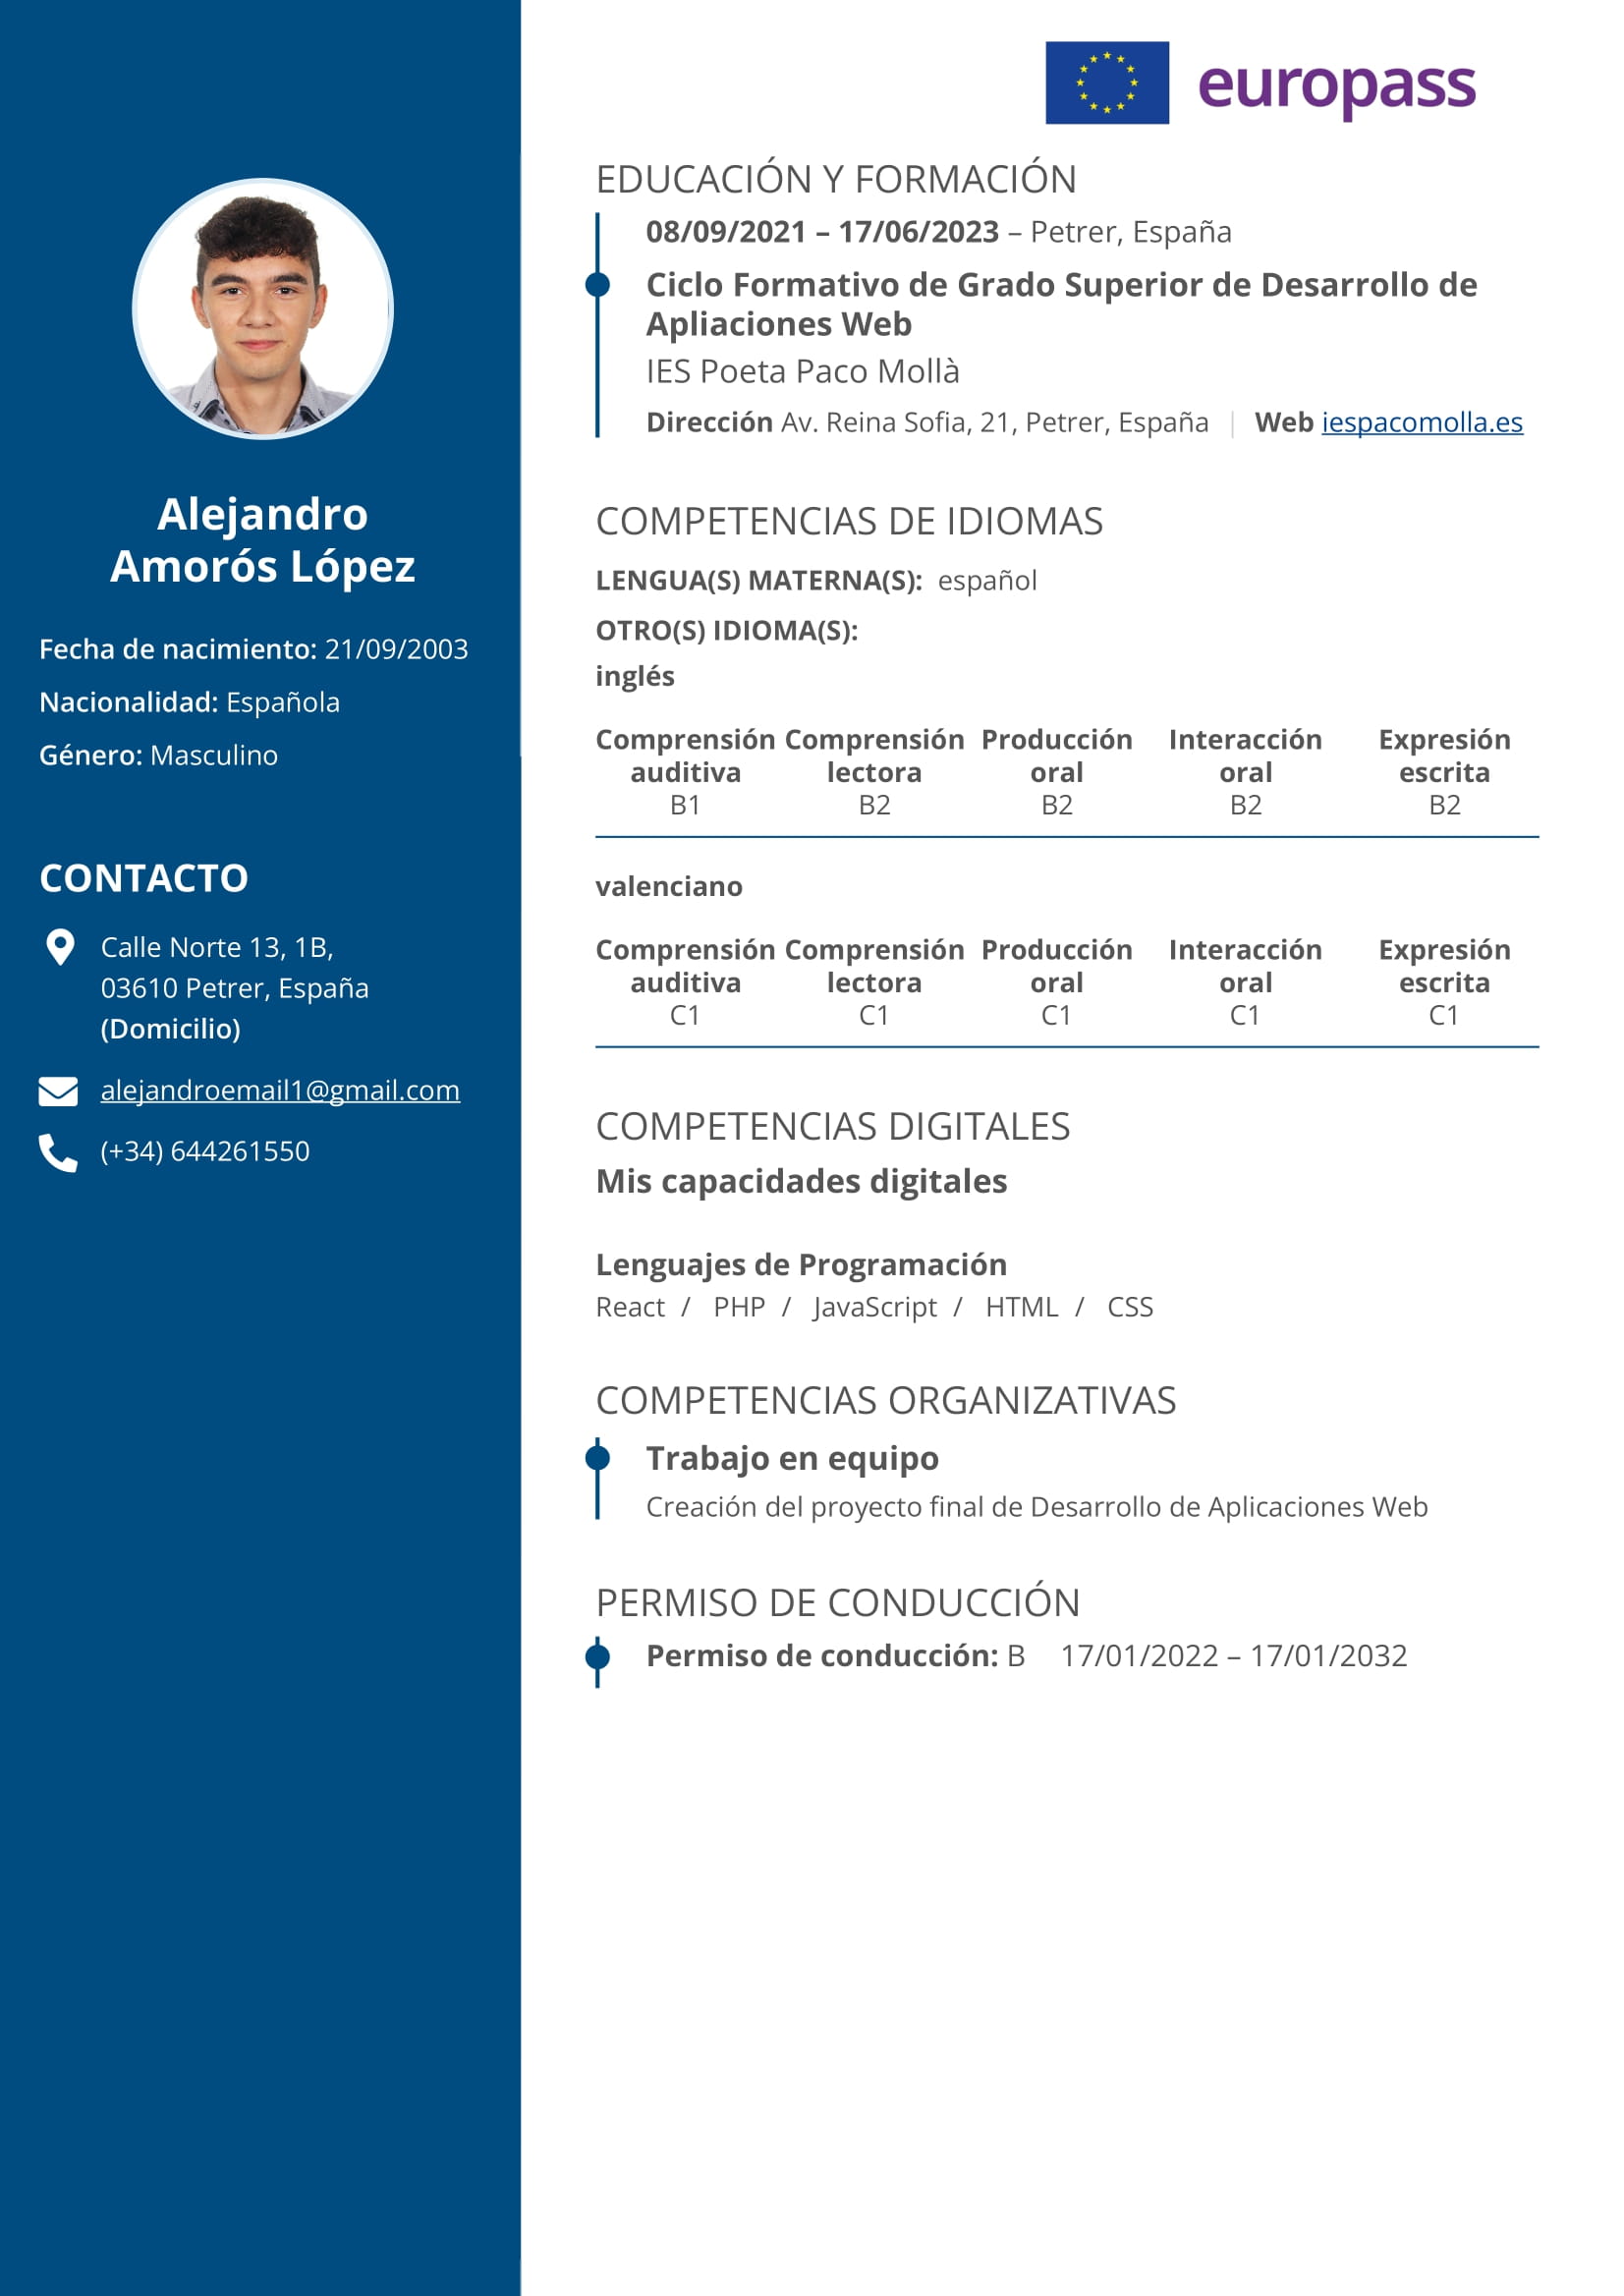 Alejandro
Amorós López
Fecha de nacimiento: 21/09/2003
Nacionalidad: Española
Género: Masculino
CONTACTO
Calle Norte 13, 1B,
03610 Petrer, España
(Domicilio)
alejandroemail1@gmail.com
(+34) 644261550
europass
EDUCACIÓN Y FORMACIÓN
08/09/2021 – 17/06/2023 – Petrer, España
Ciclo Formativo de Grado Superior de Desarrollo de
Apliaciones Web
IES Poeta Paco Mollà
Dirección Av. Reina Sofia, 21, Petrer, España | Web iespacomolla.es
COMPETENCIAS DE IDIOMAS
LENGUA(S) MATERNA(S): español
OTRO(S) IDIOMA(S):
inglés
Comprensión Comprensión Producción Interacción Expresión
auditiva lectora oral oral escrita
B1 B2 B2 B2 B2
valenciano
Comprensión Comprensión Producción Interacción Expresión
auditiva lectora oral oral escrita
C1 C1 C1 C1 C1
COMPETENCIAS DIGITALES
Mis capacidades digitales
Lenguajes de Programación
React / PHP / JavaScript / HTML / CSS
COMPETENCIAS ORGANIZATIVAS
Trabajo en equipo
Creación del proyecto final de Desarrollo de Aplicaciones Web
PERMISO DE CONDUCCIÓN
Permiso de conducción: B 17/01/2022 – 17/01/2032